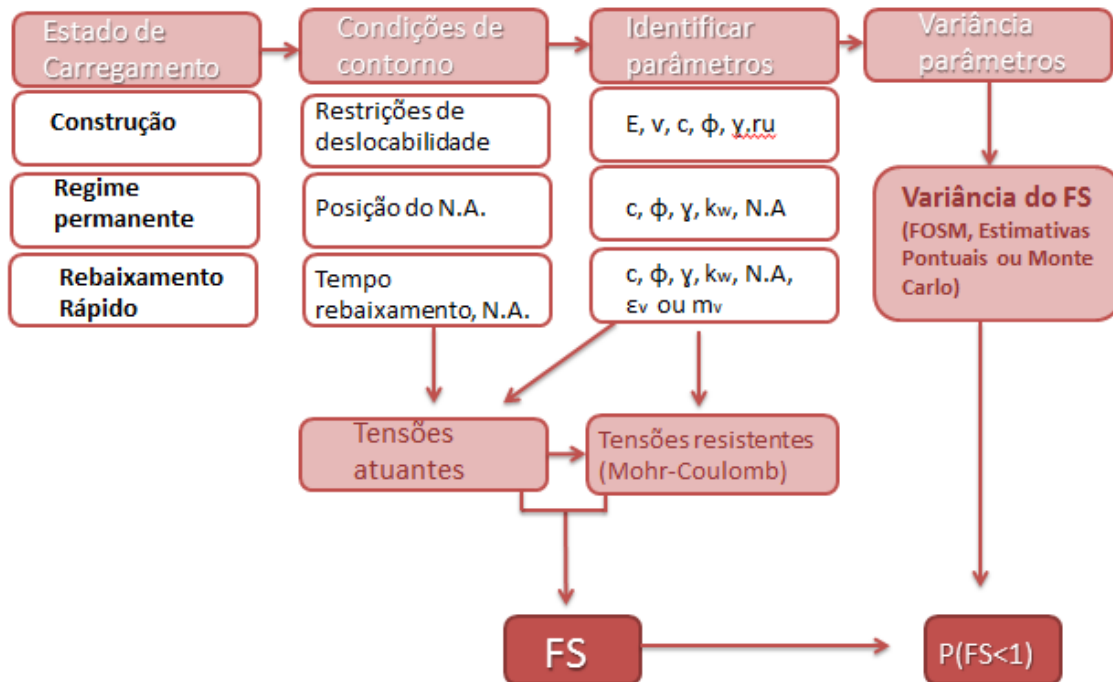 Estado de
Carregamento
Condições de
contorno
Identificar
parâmetros
Variância
parâmetros
Construção
Restrições de
deslocabilidade
E, ν, c, ϕ, ɣ,ru
Regime
permanente
Posição do N.A.
c, ϕ, ɣ, kw, N.A
Variância do FS
(FOSM, Estimativas
Pontuais ou Monte
Carlo)
Rebaixamento
Rápido
Tempo
rebaixamento, N.A.
c, ϕ, ɣ, kw, N.A,
εv ou mv
Tensões
atuantes
Tensões resistentes
(Mohr-Coulomb)
FS
P(FS<1)